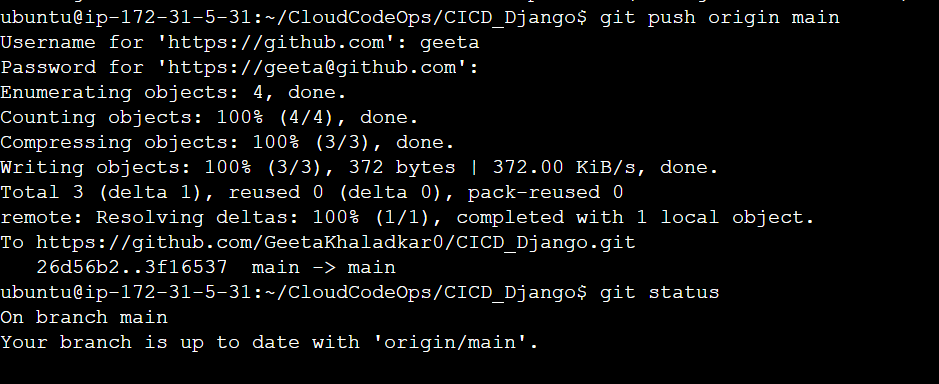 ubuntu@ip-172-31-5-31:~/CloudCodeOps/CICD_Django$ git push origin main
Username for 'https://github.com': geeta
Password for 'https://geeta@github.com':
Enumerating objects: 4, done.
Counting objects: 100% (4/4), done.
Compressing objects: 100% (3/3), done.
Writing objects: 100% (3/3), 372 bytes | 372.00 KiB/s, done.
Total 3 (delta 1), reused 0 (delta 0), pack-reused 0
remote: Resolving deltas: 100% (1/1), completed with 1 local object.
To https://github.com/GeetaKhaladkar0/CICD_Django.git
   26d56b2..3f16537  main -> main
ubuntu@ip-172-31-5-31:~/CloudCodeOps/CICD_Django$ git status
On branch main
Your branch is up to date with 'origin/main'.